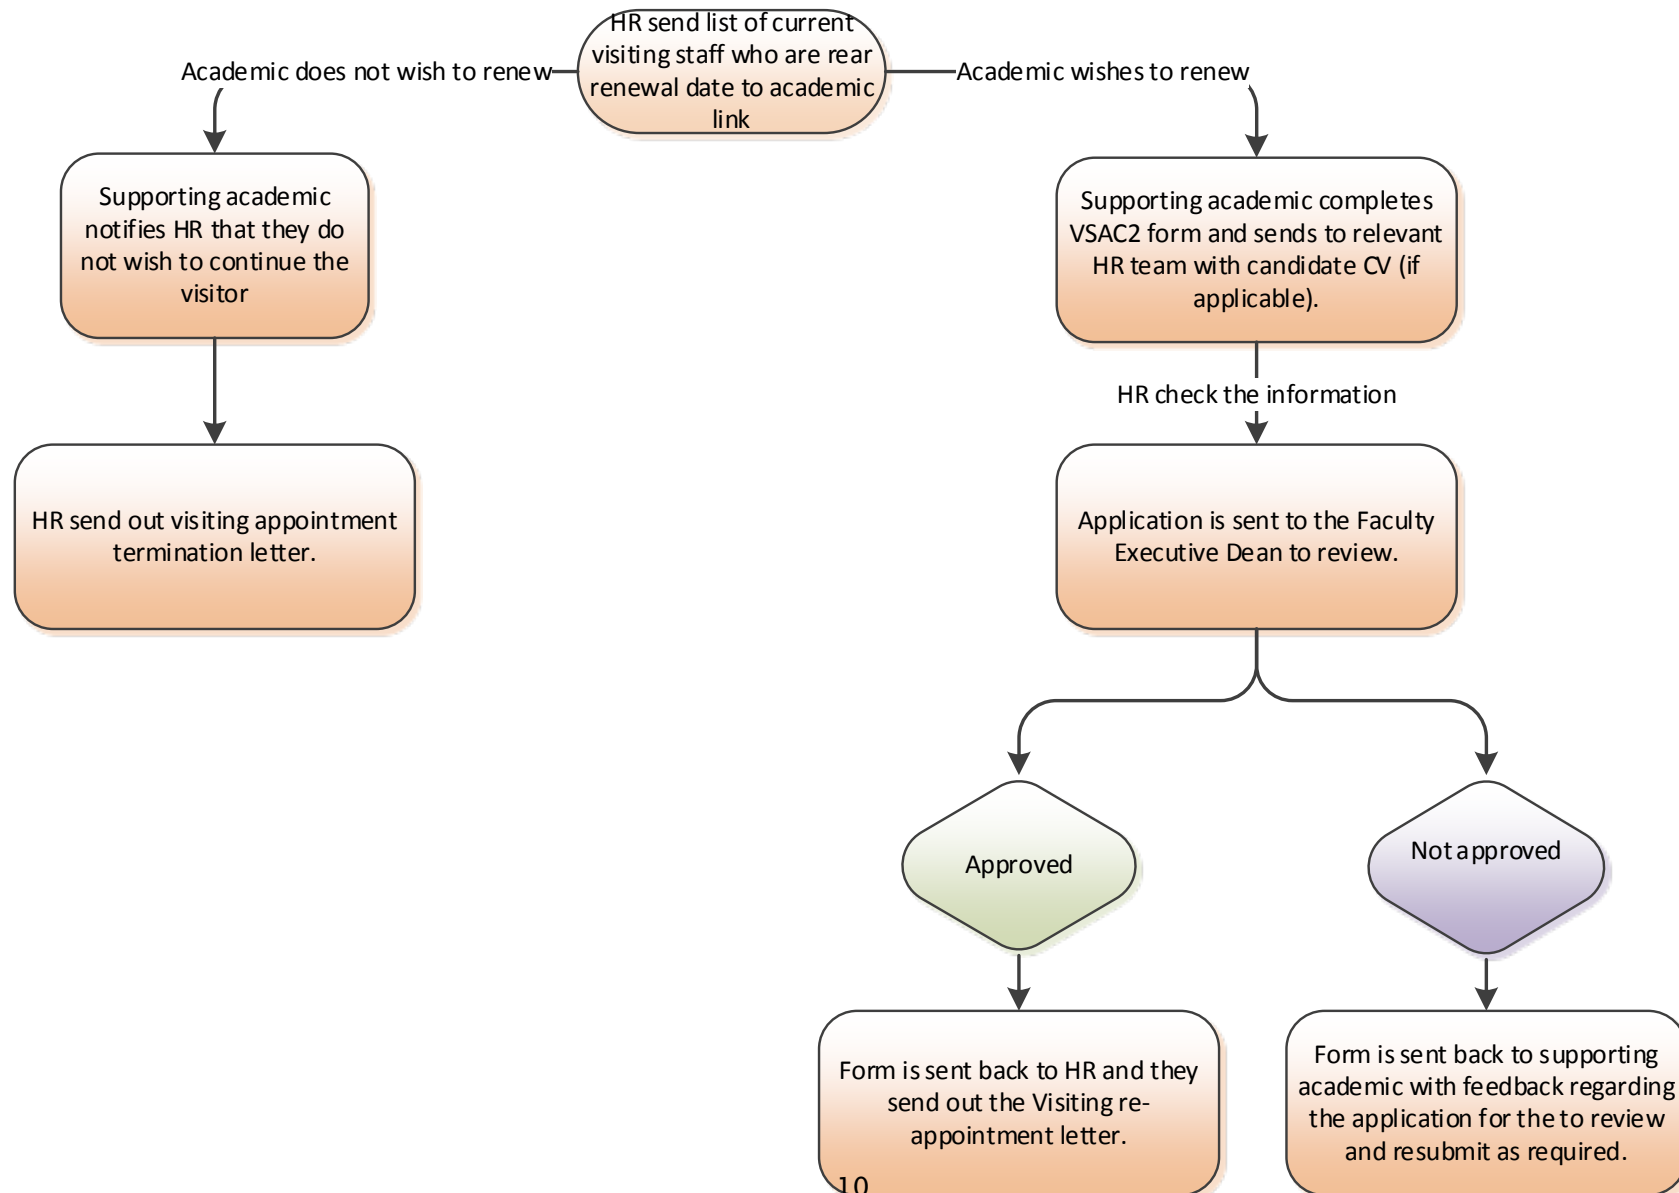 HR send list of current
visiting staff who are rear
renewal date to academic
link
Academic does not wish to renew
Academic wishes to renew
Supporting academic
notifies HR that they do
not wish to continue the
visitor
Supporting academic completes
VSAC2 form and sends to relevant
HR team with candidate CV (if
applicable).
HR check the information
HR send out visiting appointment
termination letter.
Application is sent to the Faculty
Executive Dean to review.
Approved
Not approved
Form is sent back to HR and they
send out the Visiting re-
appointment letter.
Form is sent back to supporting
academic with feedback regarding
the application for the to review
and resubmit as required.
10